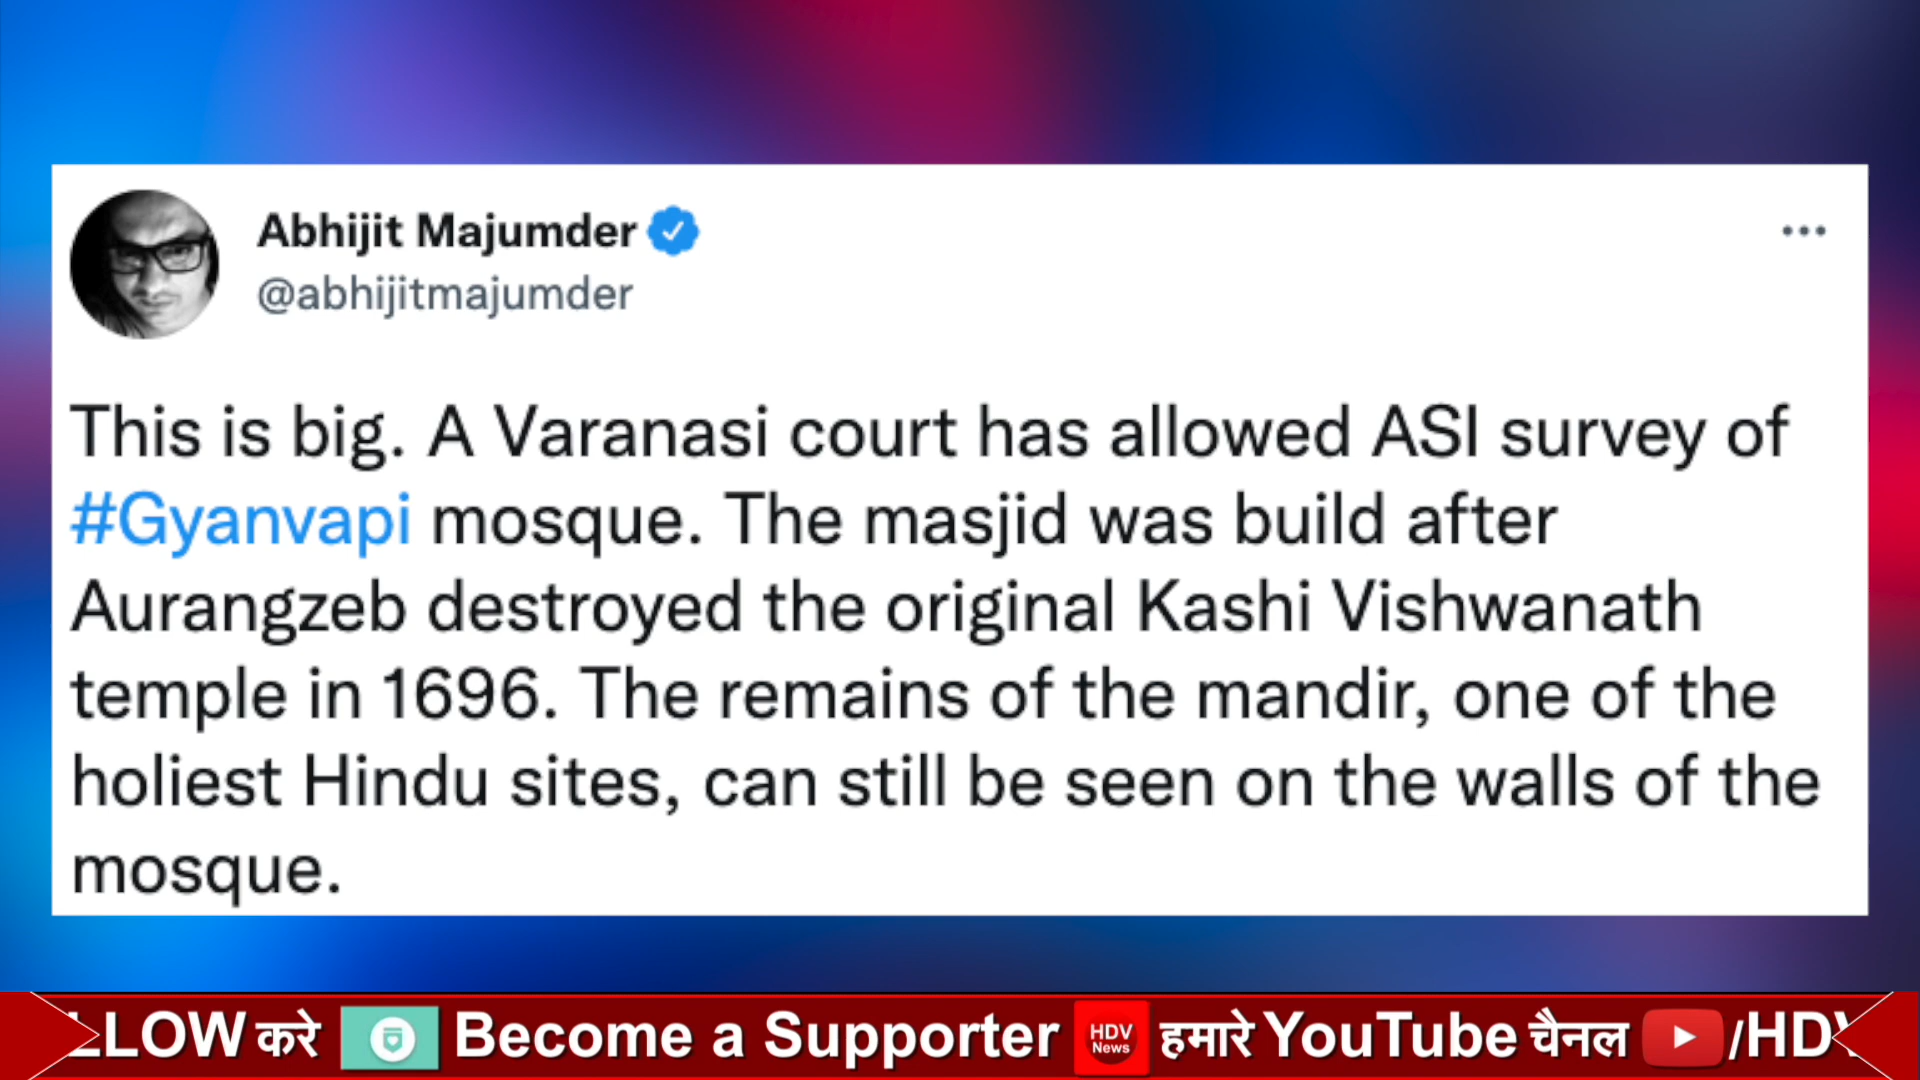 Abhijit Majumder
@abhijitmajumder
This is big. A Varanasi court has allowed ASI survey of
#Gyanvapi mosque. The masjid was build after
Aurangzeb destroyed the original Kashi Vishwanath
temple in 1696. The remains of the mandir, one of the
holiest Hindu sites, can still be seen on the walls of the
mosque.
LLOW करे Become a Supporter HDV News हमारे YouTube चैनल /HDV